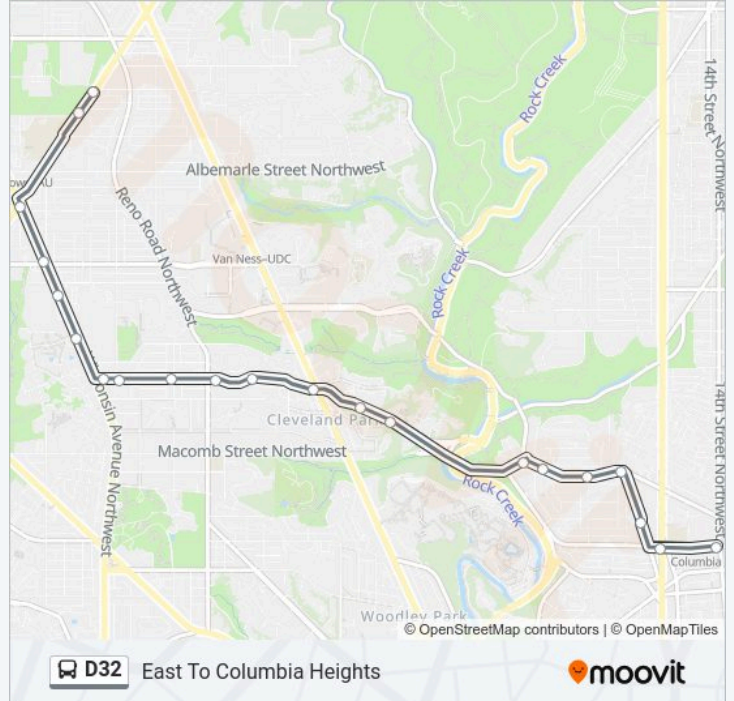 14th Street Northwest
Rock Creek
Albemarle Street Northwest
Reno Road Northwest
Van Ness–UDC
Rock Creek
Cleveland Park
14th Street Northwest
Macomb Street Northwest
Avenue Northwest
Rock Creek
Columbia
Woodley Park
© OpenStreetMap contributors | © OpenMapTiles
D32 East To Columbia Heights
moovit